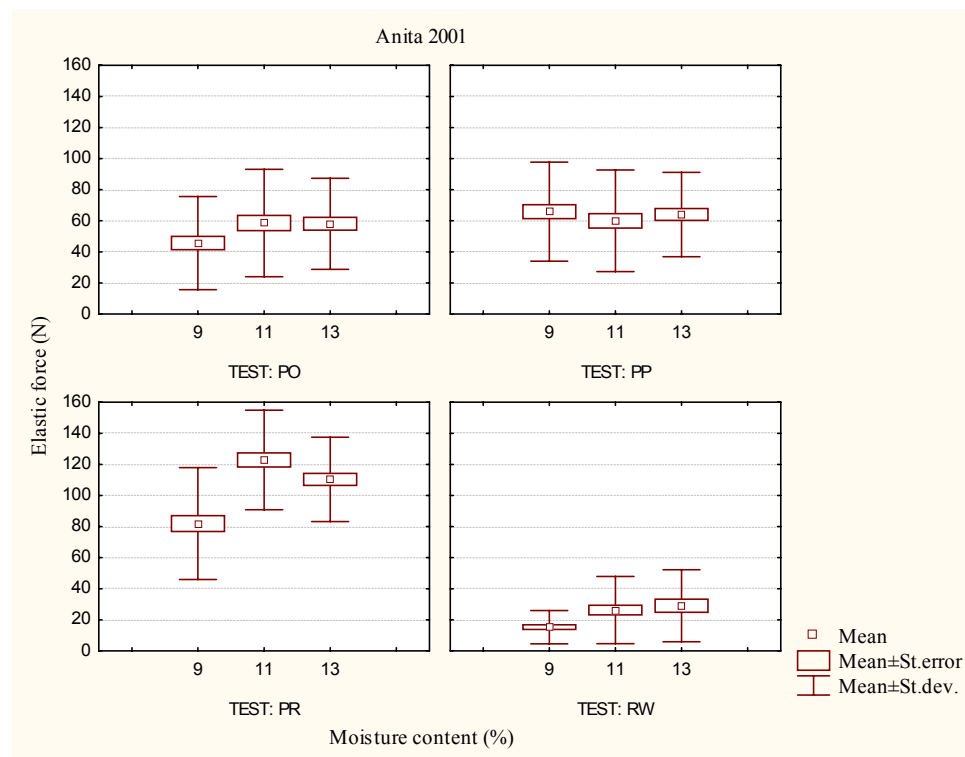 Anita 2001
Elastic force (N)
160
140
120
100
80
60
40
20
0
9 11 13
TEST: PO
9 11 13
TEST: PP
160
140
120
100
80
60
40
20
0
9 11 13
TEST: PR
9 11 13
TEST: RW
Moisture content (%)
Mean
Mean±St.error
Mean±St.dev.